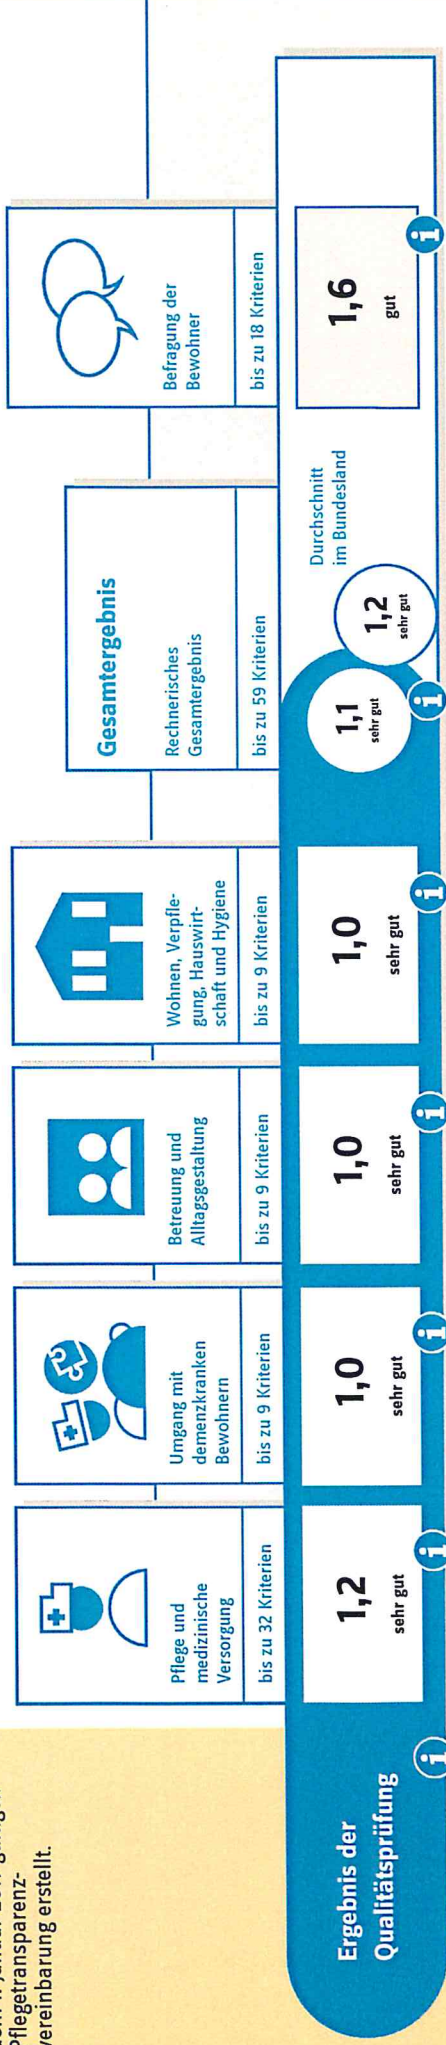 Pflegetransparenz-
vereinbarung erstellt.
Pflege und
medizinische
Versorgung
bis zu 32 Kriterien
Umgang mit
demenzkranken
Bewohnern
bis zu 9 Kriterien
Betreuung und
Alltagsgestaltung
bis zu 9 Kriterien
Wohnen, Verpfle-
gung, Hauswirt-
schaft und Hygiene
bis zu 9 Kriterien
Gesamtergebnis
Rechnerisches
Gesamtergebnis
bis zu 59 Kriterien
Befragung der
Bewohner
bis zu 18 Kriterien
Ergebnis der
Qualitätsprüfung
i
1,2
sehr gut
i
1,0
sehr gut
i
1,0
sehr gut
i
1,0
sehr gut
i
1,1
sehr gut
i
1,2
sehr gut
Durchschnitt
im Bundesland
1,6
gut
i